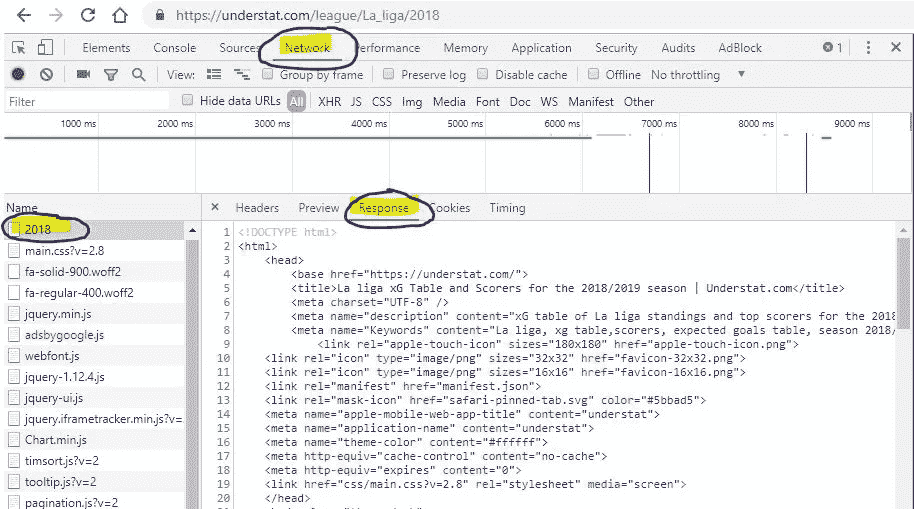 https://understat.com/league/La_liga/2018
Elements Console Sources Network Performance Memory Application Security Audits AdBlock 1
View: Group by frame Preserve log Disable cache Offline No throttling
Filter Hide data URLs All XHR JS CSS Img Media Font Doc WS Manifest Other
1000 ms 2000 ms 3000 ms 4000 ms 5000 ms 6000 ms 7000 ms 8000 ms 9000 ms
Name
2018
main.css?v=2.8
fa-solid-900.woff2
fa-regular-400.woff2
jquery.min.js
adsbygoogle.js
webfont.js
jquery-1.12.4.js
jquery-ui.js
jquery.iframetracker.min.js?v=
Chart.min.js
timsort.js?v=2
tooltip.js?v=2
pagination.js?v=2
× Headers Preview Response Cookies Timing
1 <!DOCTYPE html>
2 <html>
3 <head>
4 <base href="https://understat.com/">
5 <title>La liga xG Table and Scorers for the 2018/2019 season | Understat.com</title>
6 <meta charset="UTF-8" />
7 <meta name="description" content="xG table of La liga standings and top scorers for the 2018
8 <meta name="Keywords" content="La liga, xg table,scorers, expected goals table, season 2018/
9 <link rel="apple-touch-icon" sizes="180x180" href="apple-touch-icon.png">
10 <link rel="icon" type="image/png" sizes="32x32" href="favicon-32x32.png">
11 <link rel="icon" type="image/png" sizes="16x16" href="favicon-16x16.png">
12 <link rel="manifest" href="manifest.json">
13 <link rel="mask-icon" href="safari-pinned-tab.svg" color="#5bbad5">
14 <meta name="apple-mobile-web-app-title" content="understat">
15 <meta name="application-name" content="understat">
16 <meta name="theme-color" content="#ffffff">
17 <meta http-equiv="cache-control" content="no-cache">
18 <meta http-equiv="expires" content="0">
19 <link href="css/main.css?v=2.8" rel="stylesheet" media="screen">
20 </head>